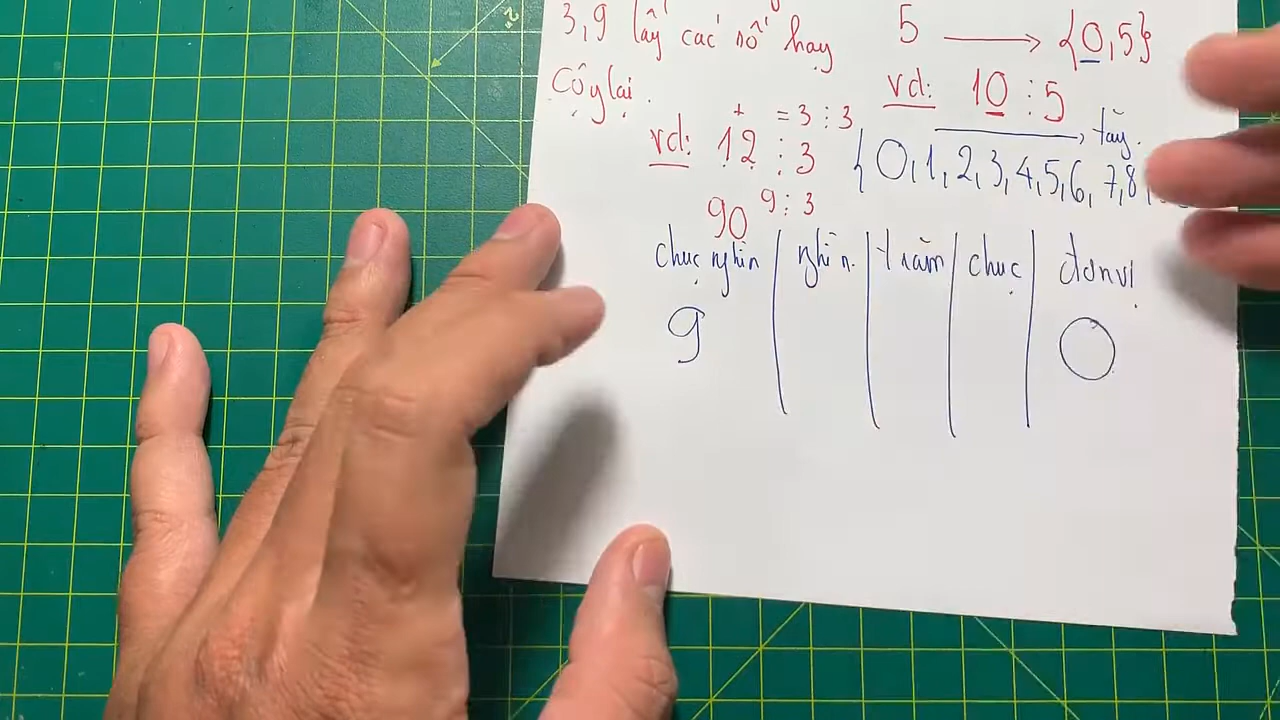 3,9 lấy các số hạy
cộg lại.
vd: 12 ⋮ 3
+ = 3 ⋮ 3
90 9 ⋮ 3
5 → {0,5}
vd: 10 ⋮ 5
{0,1,2,3,4,5,6,7,8,
chục nghìn | nghìn. | trăm | chục | đơn vị
9 0